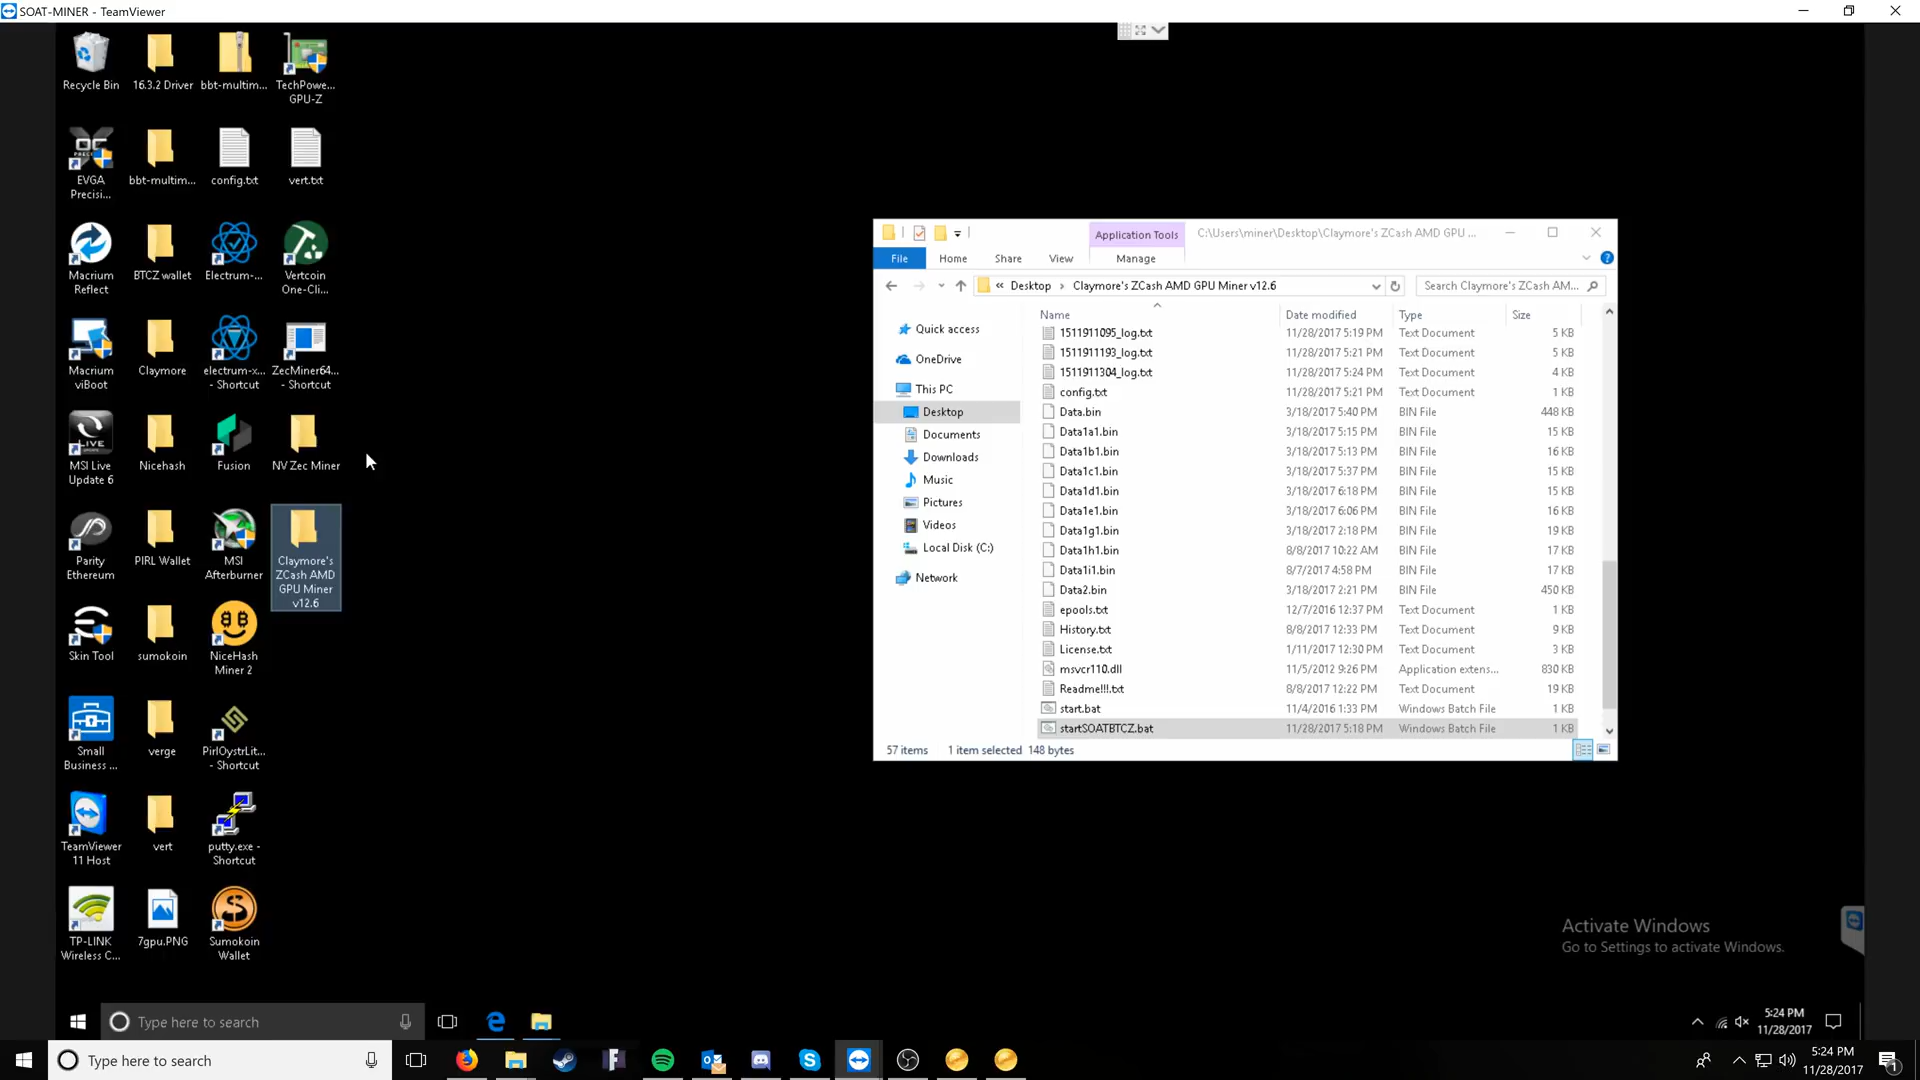 SOAT-MINER - TeamViewer
Recycle Bin
16.3.2 Driver
bbt-multim...
TechPowe...
GPU-Z
EVGA
Precisi...
bbt-multim...
config.txt
vert.txt
Macrium
Reflect
BTCZ wallet
Electrum-...
Vertcoin
One-Cli...
Macrium
viBoot
Claymore
electrum-x...
- Shortcut
ZecMiner64...
- Shortcut
LIVE
MSI Live
Update 6
Nicehash
Fusion
NV Zec Miner
Parity
Ethereum
PIRL Wallet
MSI
Afterburner
Claymore's
ZCash AMD
GPU Miner
v12.6
Skin Tool
sumokoin
NiceHash
Miner 2
Small
Business ...
verge
PirlOystrLit...
- Shortcut
TeamViewer
11 Host
vert
putty.exe -
Shortcut
TP-LINK
Wireless C...
7gpu.PNG
Sumokoin
Wallet
Application Tools
C:\Users\miner\Desktop\Claymore's ZCash AMD GPU ...
File
Home
Share
View
Manage
« Desktop › Claymore's ZCash AMD GPU Miner v12.6
Search Claymore's ZCash AM...
Quick access
OneDrive
This PC
Desktop
Documents
Downloads
Music
Pictures
Videos
Local Disk (C:)
Network
Name Date modified Type Size
1511911095_log.txt 11/28/2017 5:19 PM Text Document 5 KB
1511911193_log.txt 11/28/2017 5:21 PM Text Document 5 KB
1511911304_log.txt 11/28/2017 5:24 PM Text Document 4 KB
config.txt 11/28/2017 5:21 PM Text Document 1 KB
Data.bin 3/18/2017 5:40 PM BIN File 448 KB
Data1a1.bin 3/18/2017 5:15 PM BIN File 15 KB
Data1b1.bin 3/18/2017 5:13 PM BIN File 16 KB
Data1c1.bin 3/18/2017 5:37 PM BIN File 15 KB
Data1d1.bin 3/18/2017 6:18 PM BIN File 15 KB
Data1e1.bin 3/18/2017 6:06 PM BIN File 16 KB
Data1g1.bin 3/18/2017 2:18 PM BIN File 19 KB
Data1h1.bin 8/8/2017 10:22 AM BIN File 17 KB
Data1i1.bin 8/7/2017 4:58 PM BIN File 17 KB
Data2.bin 3/18/2017 2:21 PM BIN File 450 KB
epools.txt 12/7/2016 12:37 PM Text Document 1 KB
History.txt 8/8/2017 12:33 PM Text Document 9 KB
License.txt 1/11/2017 12:30 PM Text Document 3 KB
msvcr110.dll 11/5/2012 9:26 PM Application extens... 830 KB
Readme!!!.txt 8/8/2017 12:22 PM Text Document 19 KB
start.bat 11/4/2016 1:33 PM Windows Batch File 1 KB
startSOATBTCZ.bat 11/28/2017 5:18 PM Windows Batch File 1 KB
57 items 1 item selected 148 bytes
Activate Windows
Go to Settings to activate Windows.
Type here to search
5:24 PM
11/28/2017
Type here to search
5:24 PM
11/28/2017
1